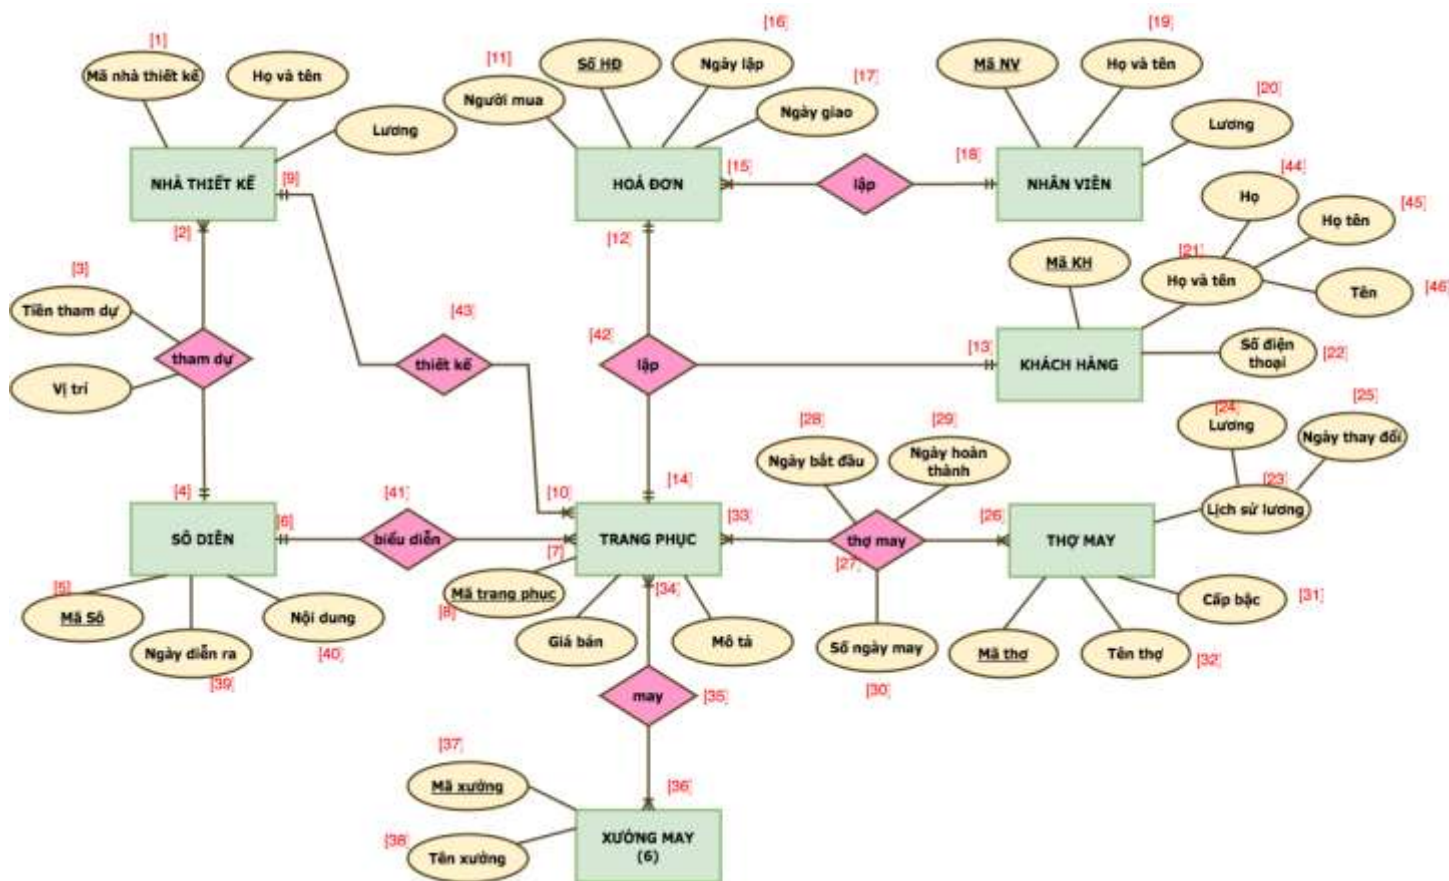 [1]
Mã nhà thiết kế
Họ và tên
Lương
NHÀ THIẾT KẾ
[9]
[2]
[3]
Tiền tham dự
Vị trí
tham dự
[4]
[11]
Người mua
Số HĐ
[16]
Ngày lập
[17]
Ngày giao
HOÁ ĐƠN
[15]
lập
[18]
[12]
Mã NV
[19]
Họ và tên
[20]
Lương
NHÂN VIÊN
[44]
Họ
[45]
Họ tên
[21]
Họ và tên
Tên
[46]
Mã KH
[13]
KHÁCH HÀNG
Số điện
thoại
[22]
[43]
thiết kế
[42]
lập
[14]
[10]
[41]
biểu diễn
[6]
SÔ DIỄN
[5]
Mã Sô
Ngày diễn ra
[39]
Nội dung
[40]
TRANG PHỤC
[7]
Mã trang phục
[8]
Giá bán
Mô tả
[33]
[34]
[28]
Ngày bắt đầu
[29]
Ngày hoàn
thành
thợ may
[27]
Số ngày may
[30]
[26]
THỢ MAY
[24]
Lương
[25]
Ngày thay đổi
[23]
Lịch sử lương
Cấp bậc
[31]
Mã thợ
Tên thợ
[32]
may
[35]
[37]
Mã xưởng
[36]
[38]
Tên xưởng
XƯỞNG MAY
(6)